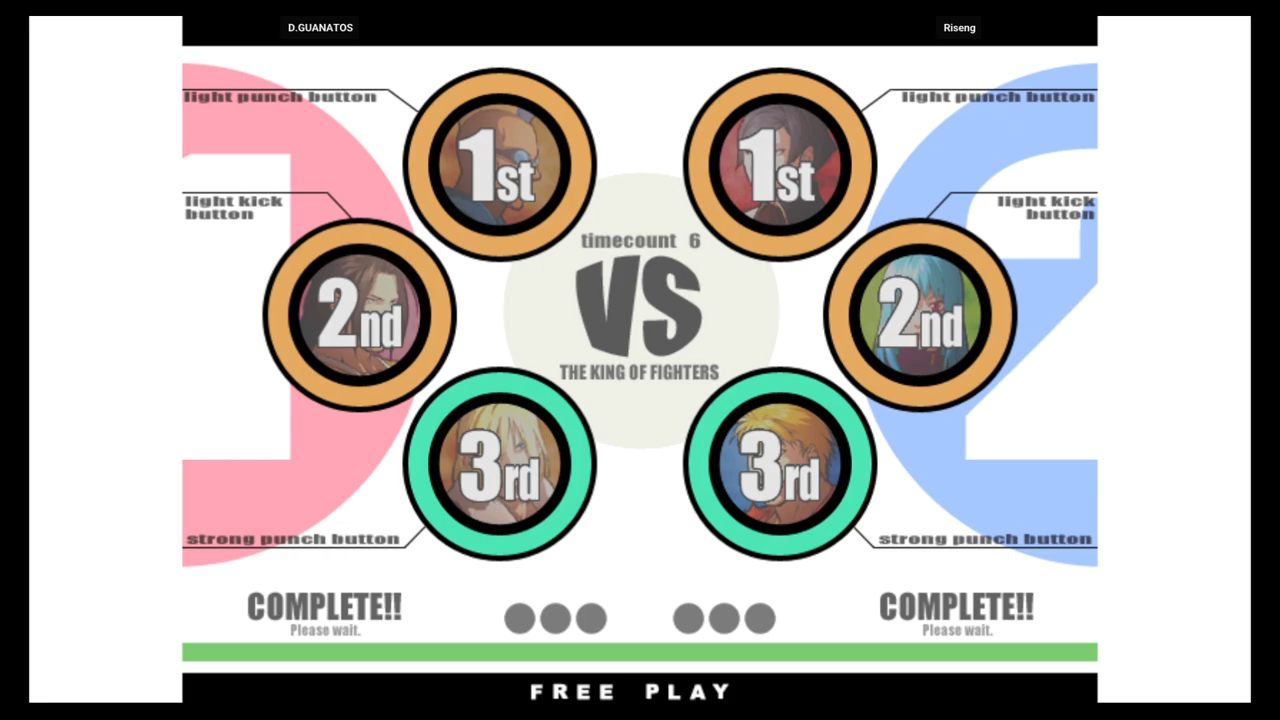 D.GUANATOS
Riseng
light punch button
light punch button
1st
1st
light kick
button
light kick
button
timecount 6
2nd
VS
2nd
THE KING OF FIGHTERS
3rd
3rd
strong punch button
strong punch button
COMPLETE!!
Please wait.
COMPLETE!!
Please wait.
FREE PLAY